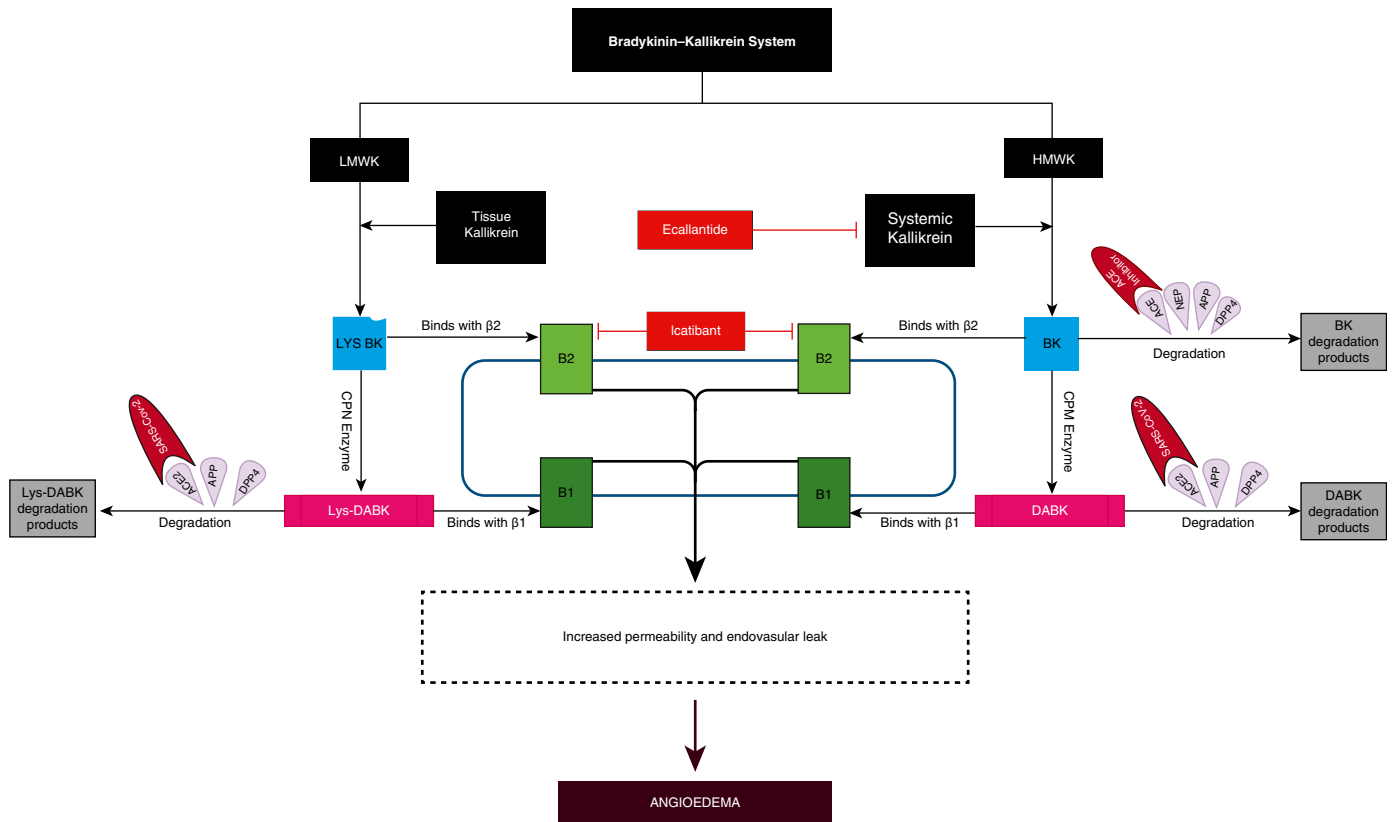 Bradykinin–Kallikrein System
LMWK
HMWK
Tissue
Kallikrein
Ecallantide
Systemic
Kallikrein
ACE
Inhibitor
ACE
NEP
APP
DPP4
LYS BK
Binds with β2
B2
Icatibant
B2
Binds with β2
BK
Degradation
BK
degradation
products
CPN Enzyme
CPM Enzyme
SARS-Cov-2
ACE2
APP
DPP4
SARS-CoV-2
ACE2
APP
DPP4
Lys-DABK
degradation
products
Degradation
Lys-DABK
Binds with β1
B1
B1
Binds with β1
DABK
Degradation
DABK
degradation
products
Increased permeability and endovasular leak
ANGIOEDEMA